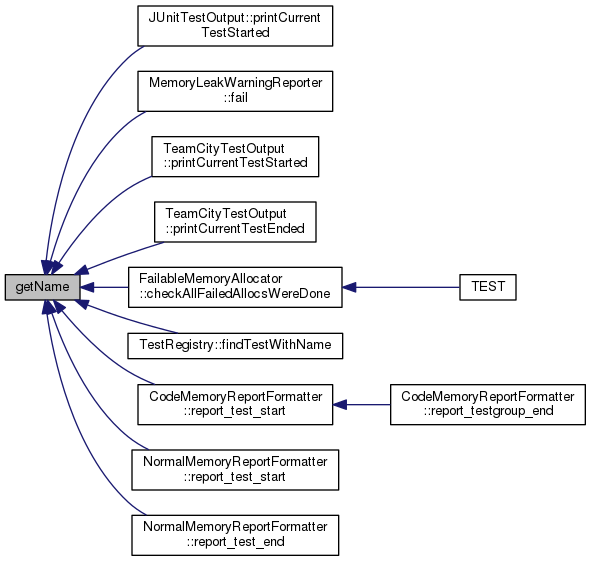 JUnitTestOutput::printCurrent
TestStarted
MemoryLeakWarningReporter
::fail
TeamCityTestOutput
::printCurrentTestStarted
TeamCityTestOutput
::printCurrentTestEnded
getName
FailableMemoryAllocator
::checkAllFailedAllocsWereDone
TEST
TestRegistry::findTestWithName
CodeMemoryReportFormatter
::report_test_start
CodeMemoryReportFormatter
::report_testgroup_end
NormalMemoryReportFormatter
::report_test_start
NormalMemoryReportFormatter
::report_test_end